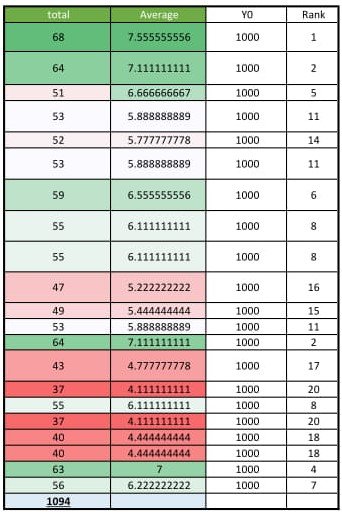 total Average Y0 Rank
68 7.555555556 1000 1
64 7.111111111 1000 2
51 6.666666667 1000 5
53 5.888888889 1000 11
52 5.777777778 1000 14
53 5.888888889 1000 11
59 6.555555556 1000 6
55 6.111111111 1000 8
55 6.111111111 1000 8
47 5.222222222 1000 16
49 5.444444444 1000 15
53 5.888888889 1000 11
64 7.111111111 1000 2
43 4.777777778 1000 17
37 4.111111111 1000 20
55 6.111111111 1000 8
37 4.111111111 1000 20
40 4.444444444 1000 18
40 4.444444444 1000 18
63 7 1000 4
56 6.222222222 1000 7
1094